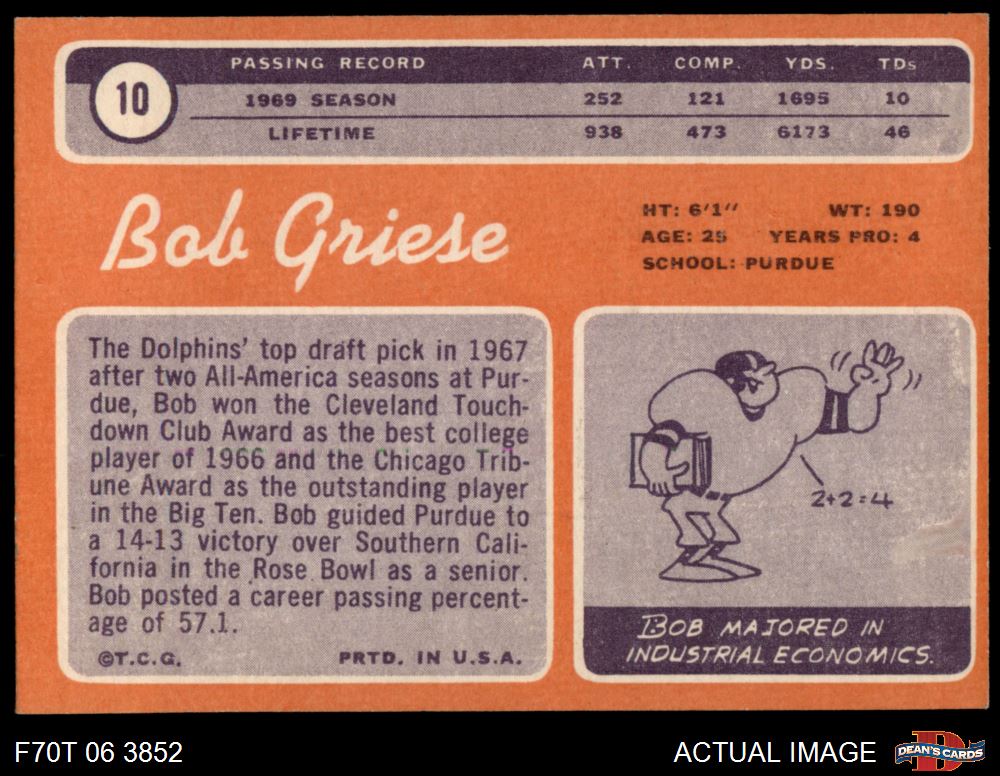 10
PASSING RECORD ATT. COMP. YDS. TDs
1969 SEASON 252 121 1695 10
LIFETIME 938 473 6173 46
Bob Griese
HT: 6'1" WT: 190
AGE: 25 YEARS PRO: 4
SCHOOL: PURDUE
The Dolphins' top draft pick in 1967
after two All-America seasons at Pur-
due, Bob won the Cleveland Touch-
down Club Award as the best college
player of 1966 and the Chicago Trib-
une Award as the outstanding player
in the Big Ten. Bob guided Purdue to
a 14-13 victory over Southern Cali-
fornia in the Rose Bowl as a senior.
Bob posted a career passing percent-
age of 57.1.
©T.C.G. PRTD. IN U.S.A.
2+2=4
BOB MAJORED IN
INDUSTRIAL ECONOMICS.
F70T 06 3852
ACTUAL IMAGE
D
DEAN'S CARDS